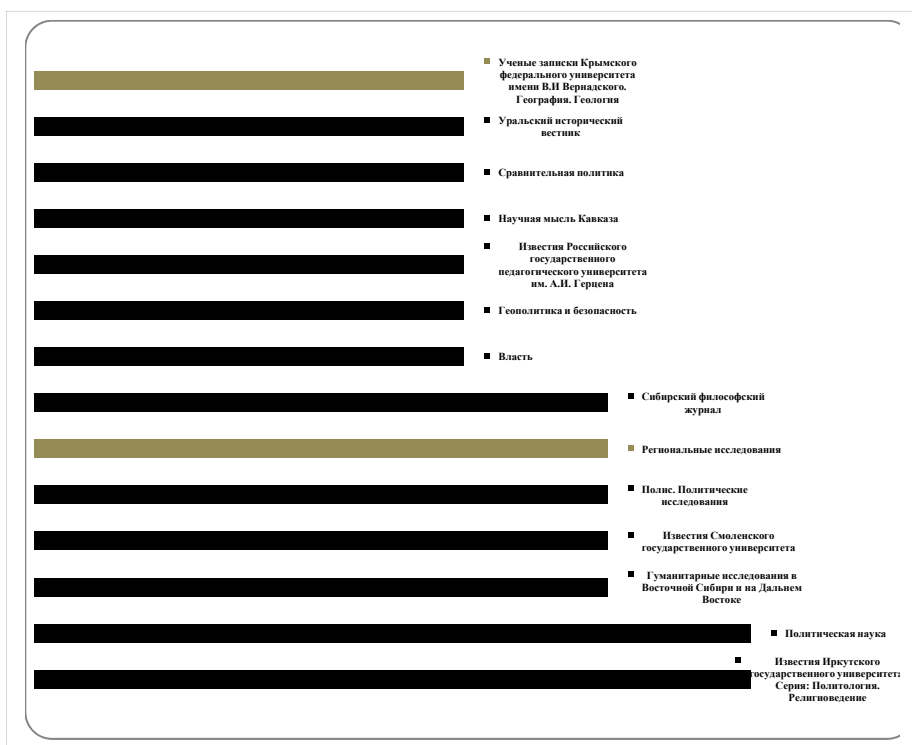 Ученые записки Крымского
федерального университета
имени В.И Вернадского.
География. Геология
Уральский исторический
вестник
Сравнительная политика
Научная мысль Кавказа
Известия Российского
государственного
педагогического университета
им. А.И. Герцена
Геополитика и безопасность
Власть
Сибирский философский
журнал
Региональные исследования
Полис. Политические
исследования
Известия Смоленского
государственного университета
Гуманитарные исследования в
Восточной Сибири и на Дальнем
Востоке
Политическая наука
Известия Иркутского
государственного университета
Серия: Политология.
Религиоведение